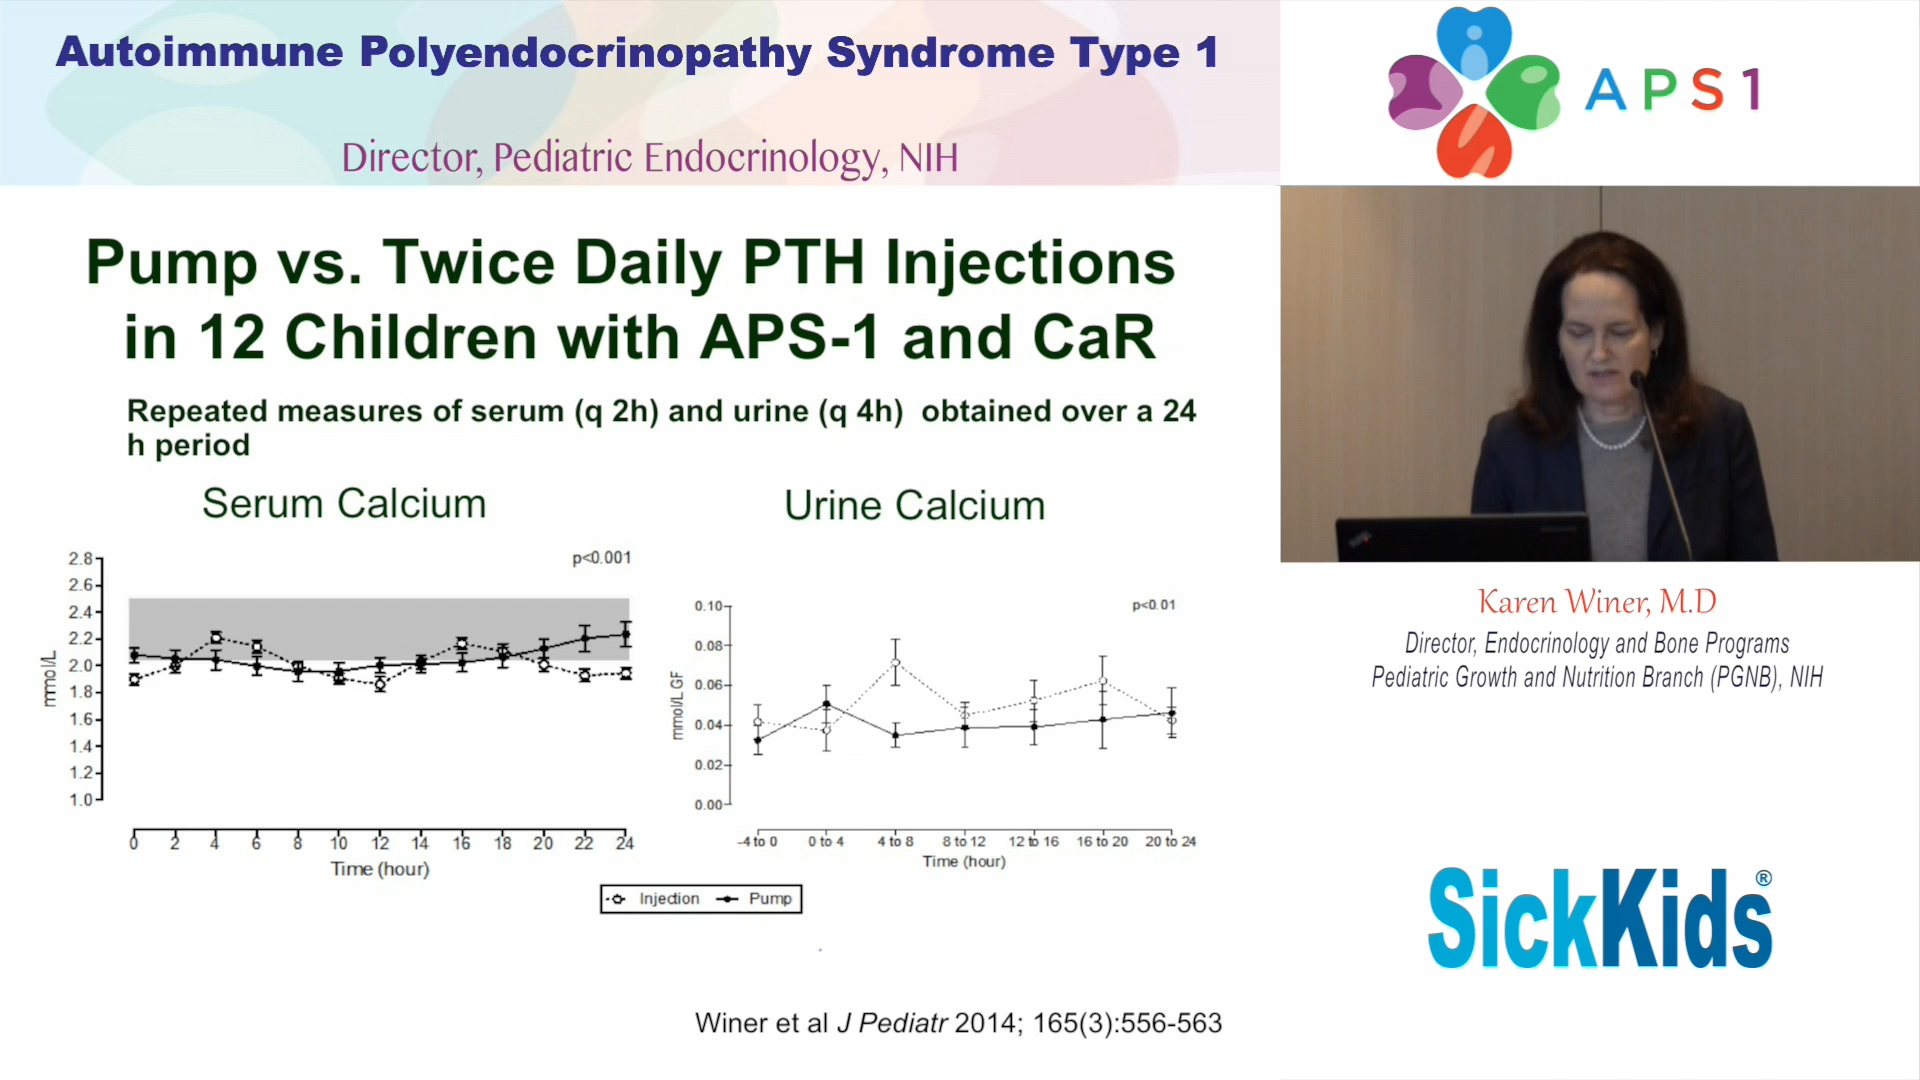 Autoimmune Polyendocrinopathy Syndrome Type 1
Director, Pediatric Endocrinology, NIH
APS1
Pump vs. Twice Daily PTH Injections
in 12 Children with APS-1 and CaR
Repeated measures of serum (q 2h) and urine (q 4h) obtained over a 24
h period
Serum Calcium
p<0.001
2.8
2.6
2.4
2.2
2.0
1.8
1.6
1.4
1.2
1.0
mmol/L
0 2 4 6 8 10 12 14 16 18 20 22 24
Time (hour)
Urine Calcium
p<0.01
0.10
0.08
0.06
0.04
0.02
0.00
mmol/L GF
-4 to 0 0 to 4 4 to 8 8 to 12 12 to 16 16 to 20 20 to 24
Time (hour)
Injection Pump
Winer et al J Pediatr 2014; 165(3):556-563
Karen Winer, M.D
Director, Endocrinology and Bone Programs
Pediatric Growth and Nutrition Branch (PGNB), NIH
SickKids®